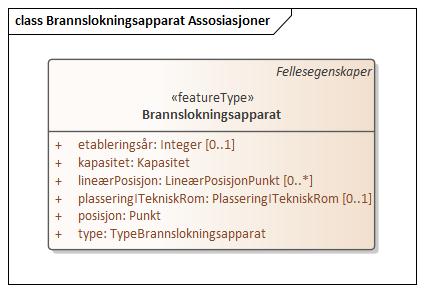 class Brannslokningsapparat Assosiasjoner
Fellesegenskaper
«featureType»
Brannslokningsapparat
+ etableringsår: Integer [0..1]
+ kapasitet: Kapasitet
+ lineærPosisjon: LineærPosisjonPunkt [0..*]
+ plasseringITekniskRom: PlasseringITekniskRom [0..1]
+ posisjon: Punkt
+ type: TypeBrannslokningsapparat